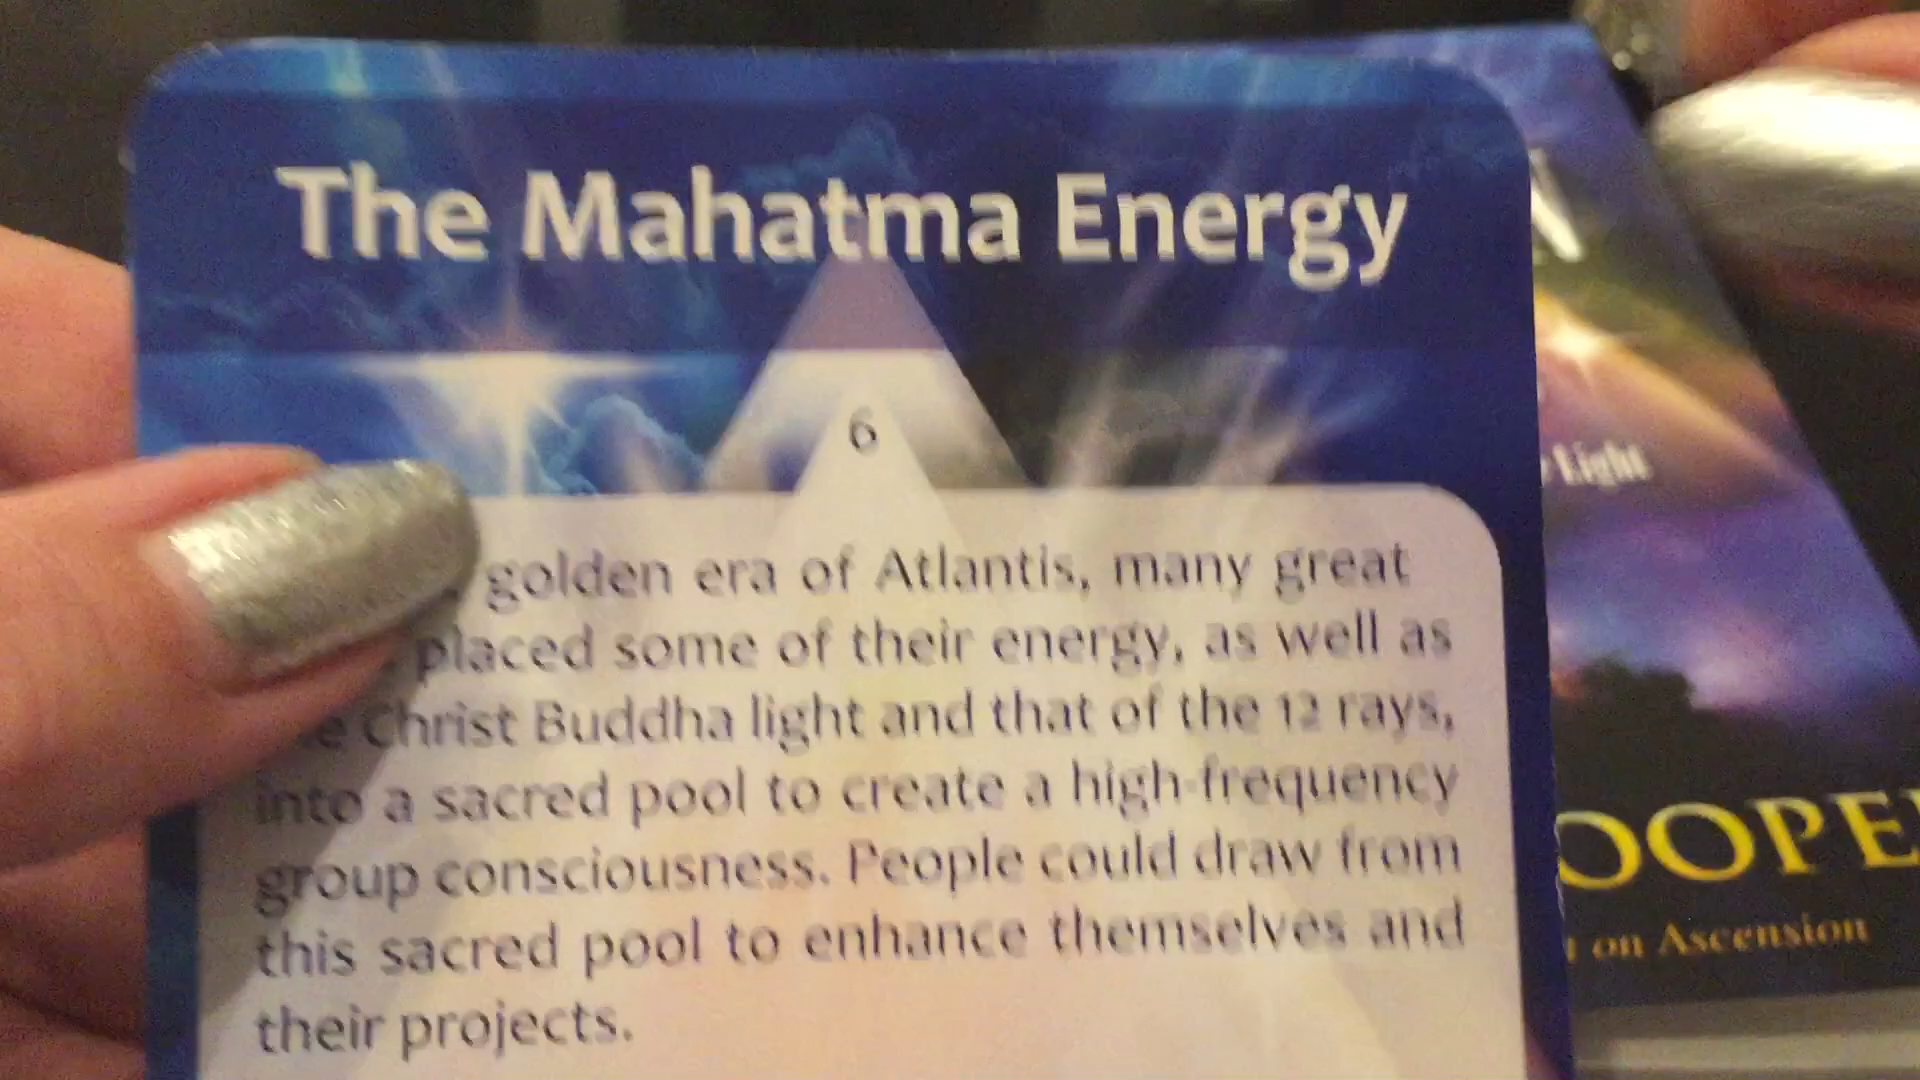 The Mahatma Energy
6
golden era of Atlantis, many great
placed some of their energy, as well as
Christ Buddha light and that of the 12 rays,
into a sacred pool to create a high-frequency
group consciousness. People could draw from
this sacred pool to enhance themselves and
their projects.
Light
OOPE
on Ascension